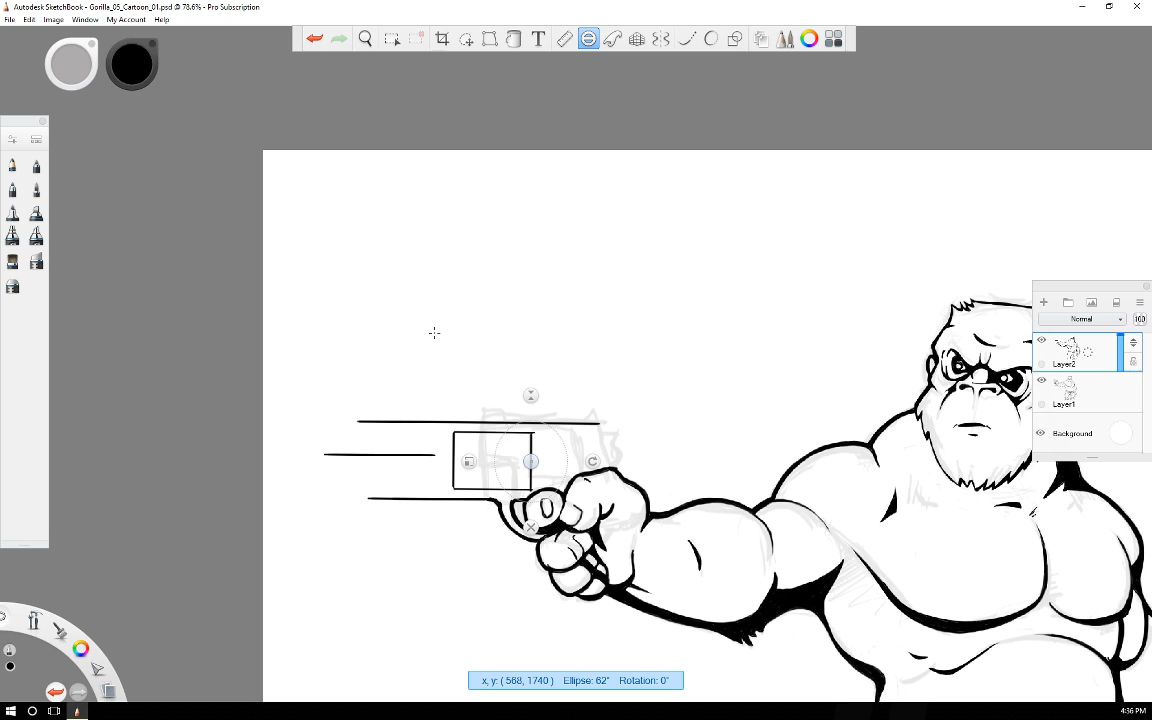 Autodesk SketchBook - Gorilla_05_Cartoon_01.psd @ 78.6% - Pro Subscription
File Edit Image Window My Account Help
T
Normal 100
Layer2
Layer1
Background
x, y: ( 568, 1740 ) Ellipse: 62° Rotation: 0°
4:36 PM